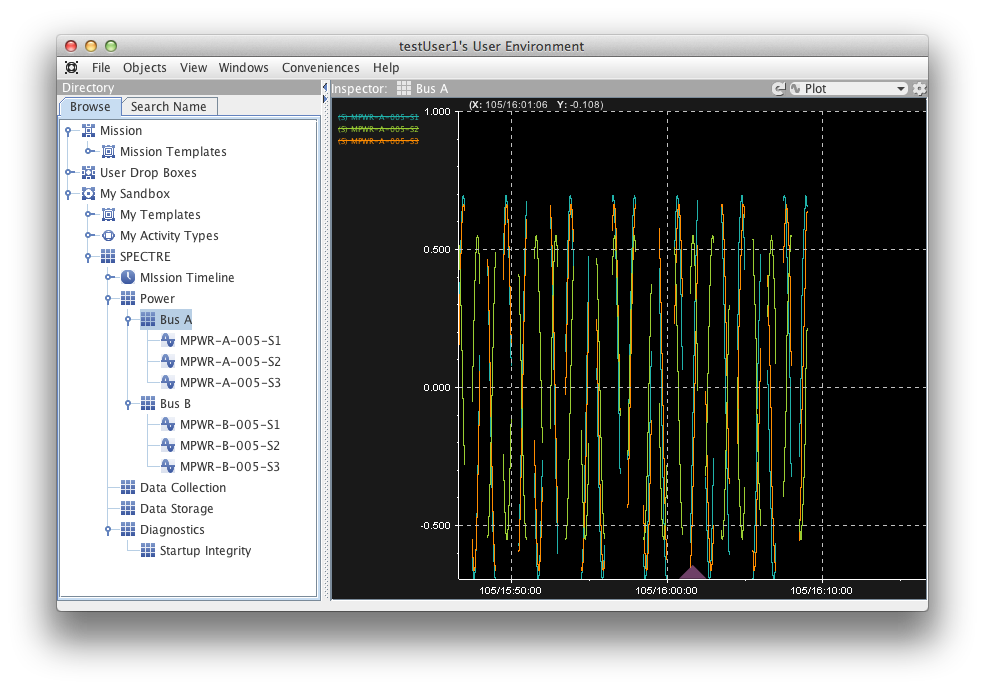 testUser1's User Environment
File Objects View Windows Conveniences Help
Directory
Browse Search Name
Mission
Mission Templates
User Drop Boxes
My Sandbox
My Templates
My Activity Types
SPECTRE
MIssion Timeline
Power
Bus A
MPWR-A-005-S1
MPWR-A-005-S2
MPWR-A-005-S3
Bus B
MPWR-B-005-S1
MPWR-B-005-S2
MPWR-B-005-S3
Data Collection
Data Storage
Diagnostics
Startup Integrity
Inspector: Bus A Plot
(X: 105/16:01:06 Y: -0.108)
(S) MPWR-A-005-S1
(S) MPWR-A-005-S2
(S) MPWR-A-005-S3
1.000
0.500
0.000
-0.500
105/15:50:00 105/16:00:00 105/16:10:00